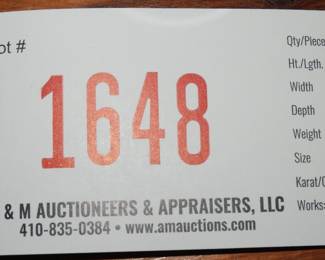 ot #
1648
& M AUCTIONEERS & APPRAISERS, LLC
410-835-0384 • www.amauctions.com
Qty/Piece
Ht./Lgth.
Width
Depth
Weight
Size
Karat/
Works: